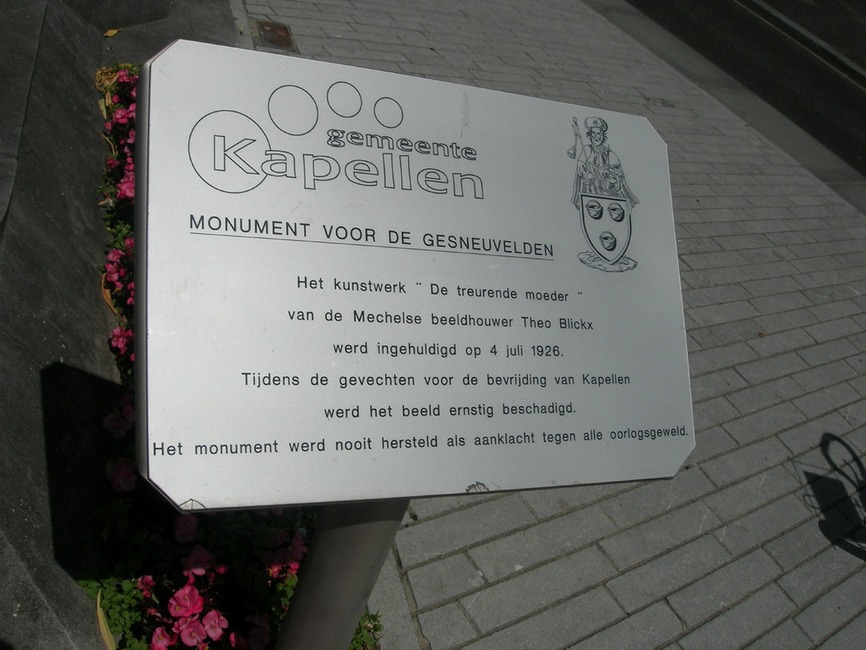 gemeente
Kapellen
MONUMENT VOOR DE GESNEUVELDEN
Het kunstwerk " De treurende moeder "
van de Mechelse beeldhouwer Theo Blickx
werd ingehuldigd op 4 juli 1926.
Tijdens de gevechten voor de bevrijding van Kapellen
werd het beeld ernstig beschadigd.
Het monument werd nooit hersteld als aanklacht tegen alle oorlogsgeweld.